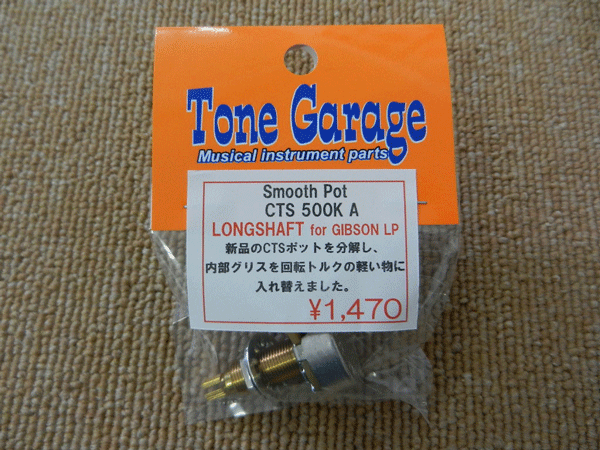 Tone Garage
Musical instrument parts
Smooth Pot
CTS 500K A
LONGSHAFT for GIBSON LP
新品のCTSポットを分解し、
内部グリスを回転トルクの軽い物に
入れ替えました。
¥1,470